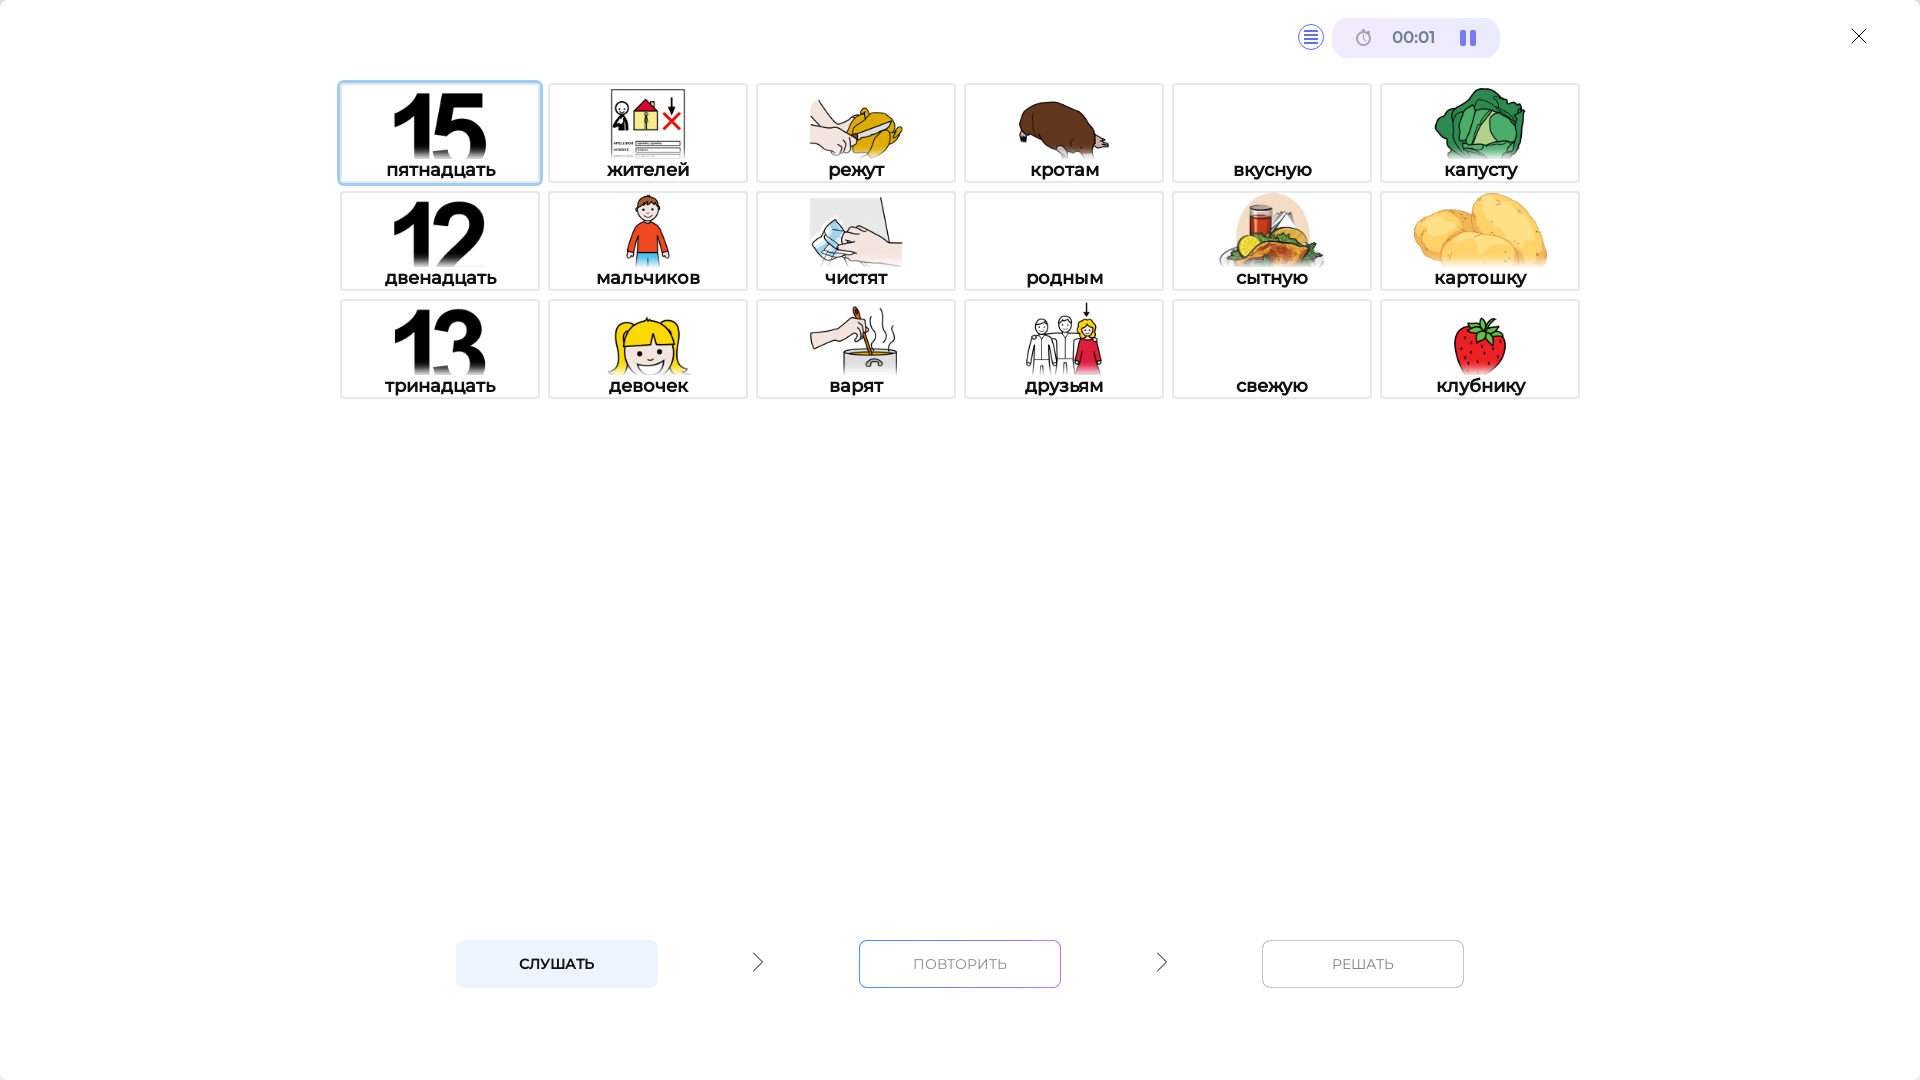 00:01
15
пятнадцать
жителей
режут
кротам
вкусную
капусту
12
двенадцать
мальчиков
чистят
родным
сытную
картошку
13
тринадцать
девочек
варят
друзьям
свежую
клубнику
СЛУШАТЬ
ПОВТОРИТЬ
РЕШАТЬ